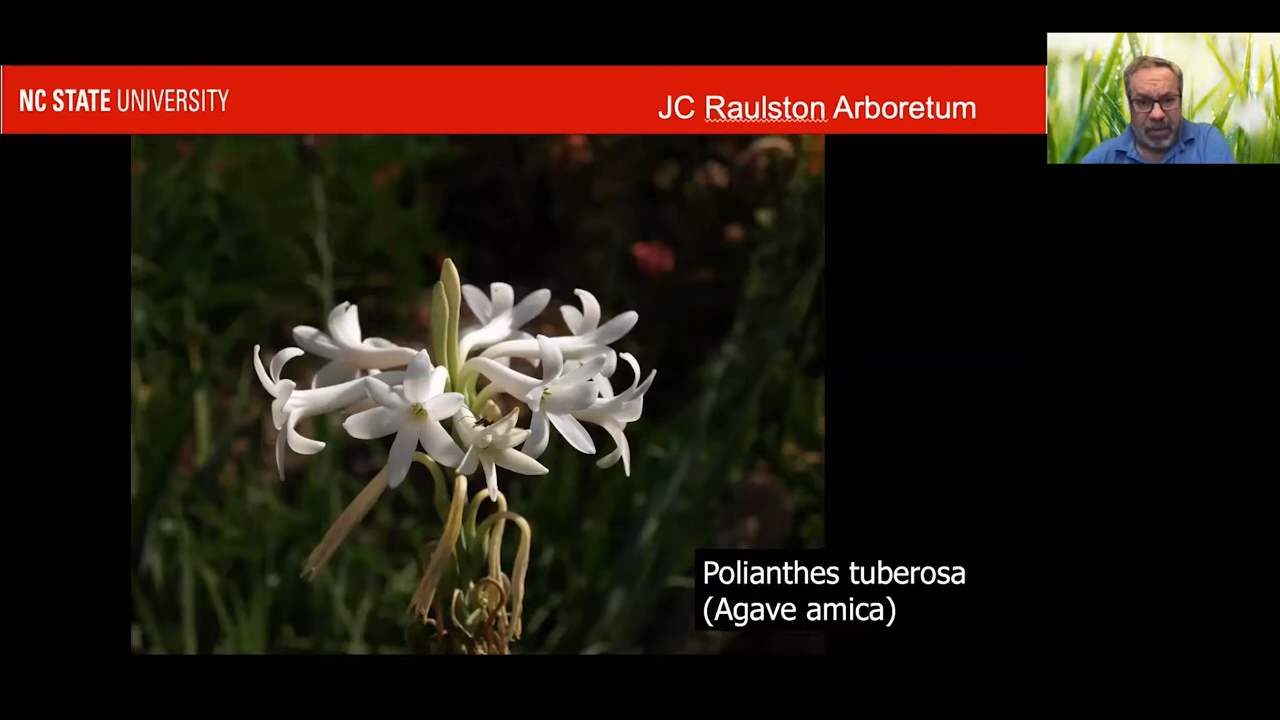 NC STATE UNIVERSITY
JC Raulston Arboretum
Polianthes tuberosa
(Agave amica)